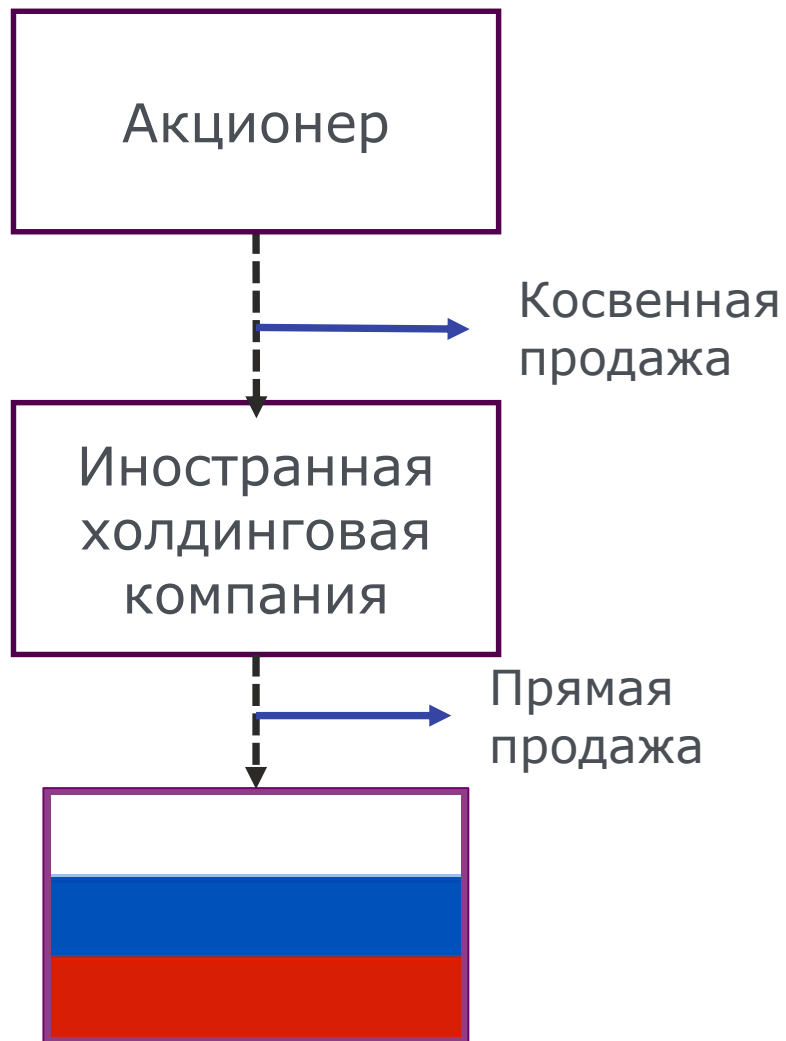 Акционер
Косвенная
продажа
Иностранная
холдинговая
компания
Прямая
продажа